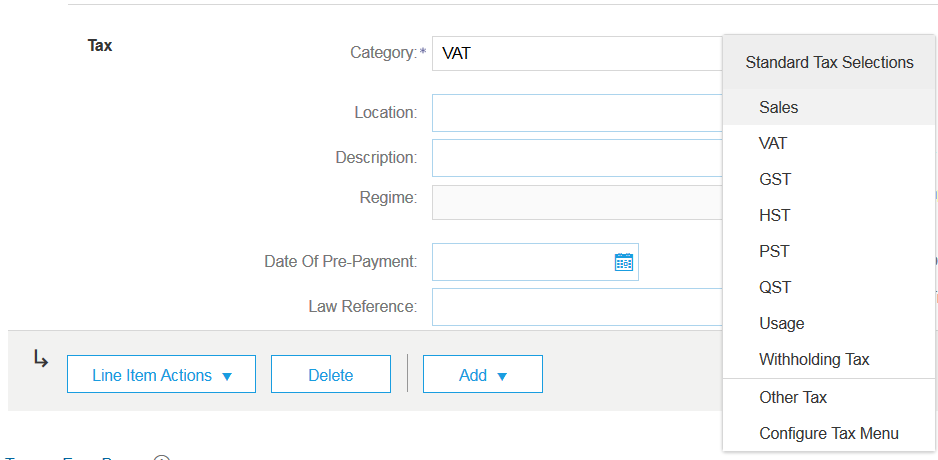 Tax
Category:*
VAT
Location:
Description:
Regime:
Date Of Pre-Payment:
Law Reference:
Standard Tax Selections
Sales
VAT
GST
HST
PST
QST
Usage
Withholding Tax
Other Tax
Configure Tax Menu
Line Item Actions ▼
Delete
Add ▼